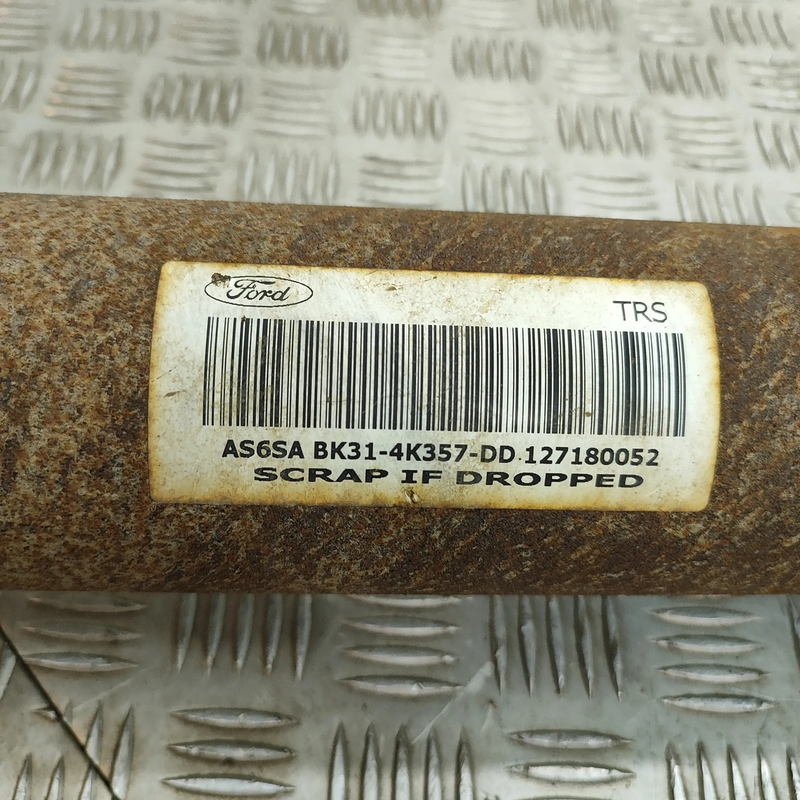 Ford
TRS
AS6SA BK31-4K357-DD 127180052
SCRAP IF DROPPED